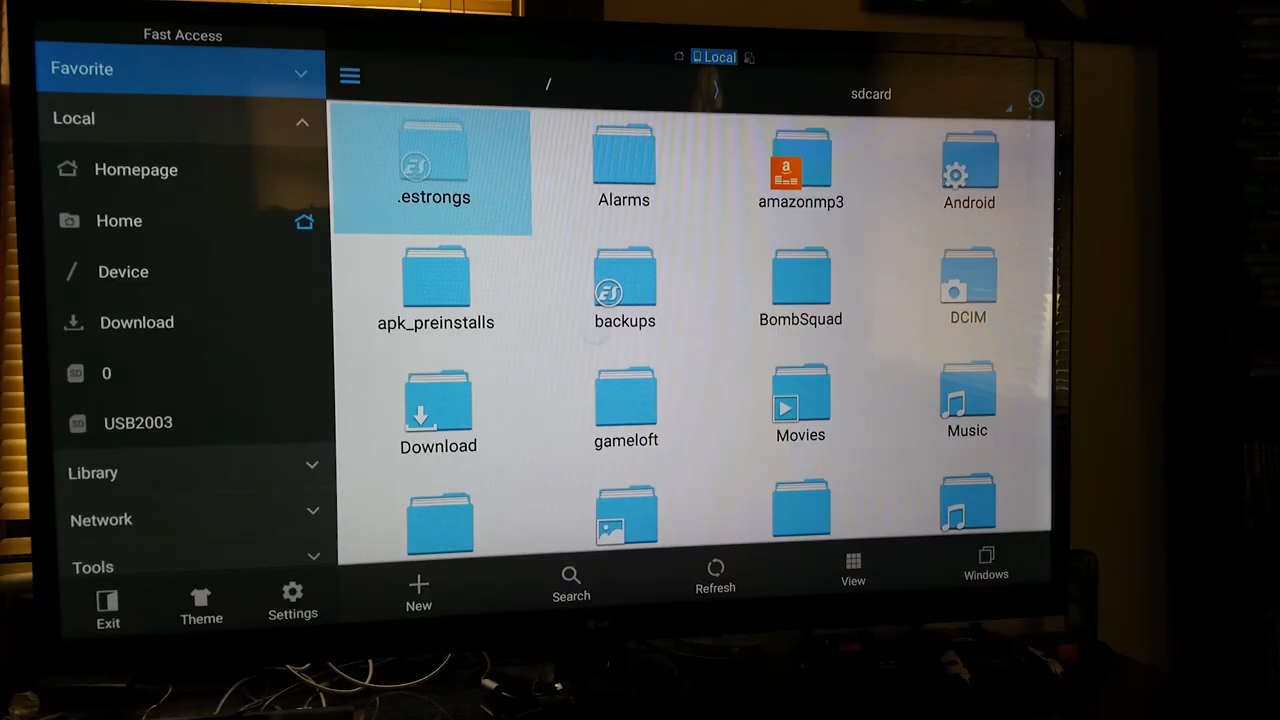 Fast Access
Favorite
Local
Homepage
Home
Device
Download
0
USB2003
Library
Network
Tools
Exit
Theme
Settings
Local
/
sdcard
.estrongs
Alarms
amazonmp3
Android
apk_preinstalls
backups
BombSquad
DCIM
Download
gameloft
Movies
Music
New
Search
Refresh
View
Windows